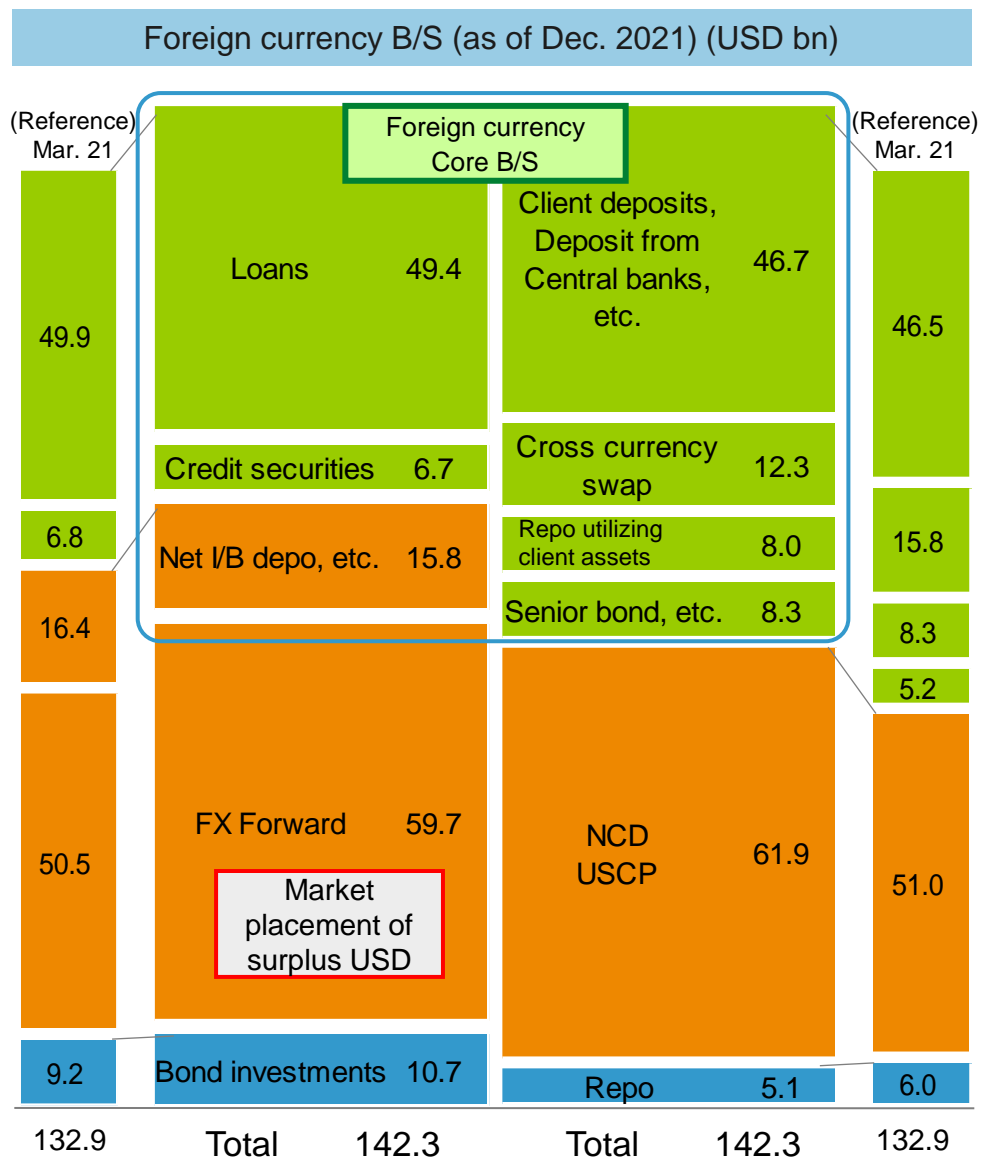 Foreign currency B/S (as of Dec. 2021) (USD bn)
(Reference)
Mar. 21
49.9
6.8
16.4
50.5
9.2
132.9
Foreign currency
Core B/S
Loans 49.4
Credit securities 6.7
Net I/B depo, etc. 15.8
FX Forward 59.7
Market
placement of
surplus USD
Bond investments 10.7
Total 142.3
Client deposits,
Deposit from
Central banks,
etc.
46.7
Cross currency
swap
12.3
Repo utilizing
client assets
8.0
Senior bond, etc. 8.3
NCD
USCP
61.9
Repo 5.1
Total 142.3
(Reference)
Mar. 21
46.5
15.8
8.3
5.2
51.0
6.0
132.9